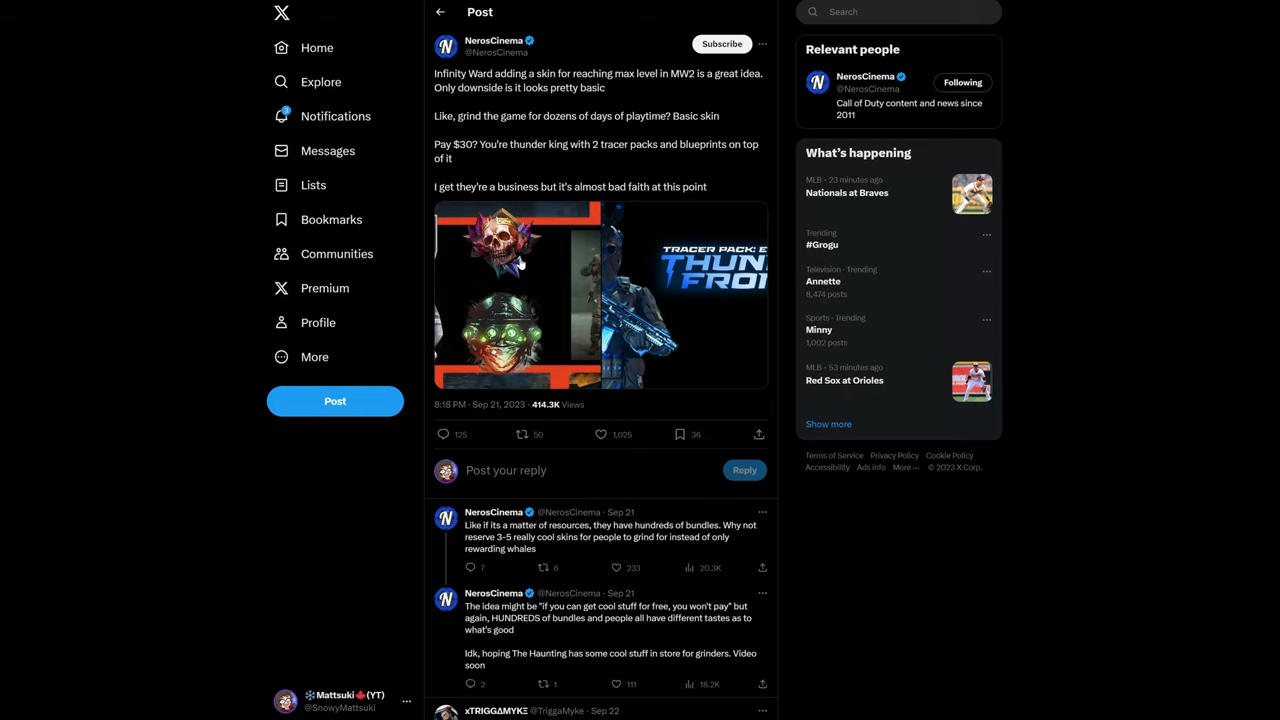 Home
Explore
3
Notifications
Messages
Lists
Bookmarks
Communities
Premium
Profile
More
Post
❄️Mattsuki🍁(YT)
@SnowyMattsuki
Post
NerosCinema
@NerosCinema
Subscribe
Infinity Ward adding a skin for reaching max level in MW2 is a great idea.
Only downside is it looks pretty basic
Like, grind the game for dozens of days of playtime? Basic skin
Pay $30? You're thunder king with 2 tracer packs and blueprints on top
of it
I get they're a business but it's almost bad faith at this point
TRACER PACK: E
THUN
FRO
8:18 PM · Sep 21, 2023 · 414.3K Views
125 50 1,025 36
Post your reply
Reply
NerosCinema @NerosCinema · Sep 21
Like if its a matter of resources, they have hundreds of bundles. Why not
reserve 3-5 really cool skins for people to grind for instead of only
rewarding whales
7 6 233 20.3K
NerosCinema @NerosCinema · Sep 21
The idea might be "if you can get cool stuff for free, you won't pay" but
again, HUNDREDS of bundles and people all have different tastes as to
what's good
Idk, hoping The Haunting has some cool stuff in store for grinders. Video
soon
2 1 111 18.2K
xTRIGGΔMYKΞ @TriggaMyke · Sep 22
Search
Relevant people
NerosCinema
@NerosCinema
Following
Call of Duty content and news since
2011
What's happening
MLB · 23 minutes ago
Nationals at Braves
Trending
#Grogu
Television · Trending
Annette
8,474 posts
Sports · Trending
Minny
1,002 posts
MLB · 53 minutes ago
Red Sox at Orioles
Show more
Terms of Service Privacy Policy Cookie Policy
Accessibility Ads info More ··· © 2023 X Corp.